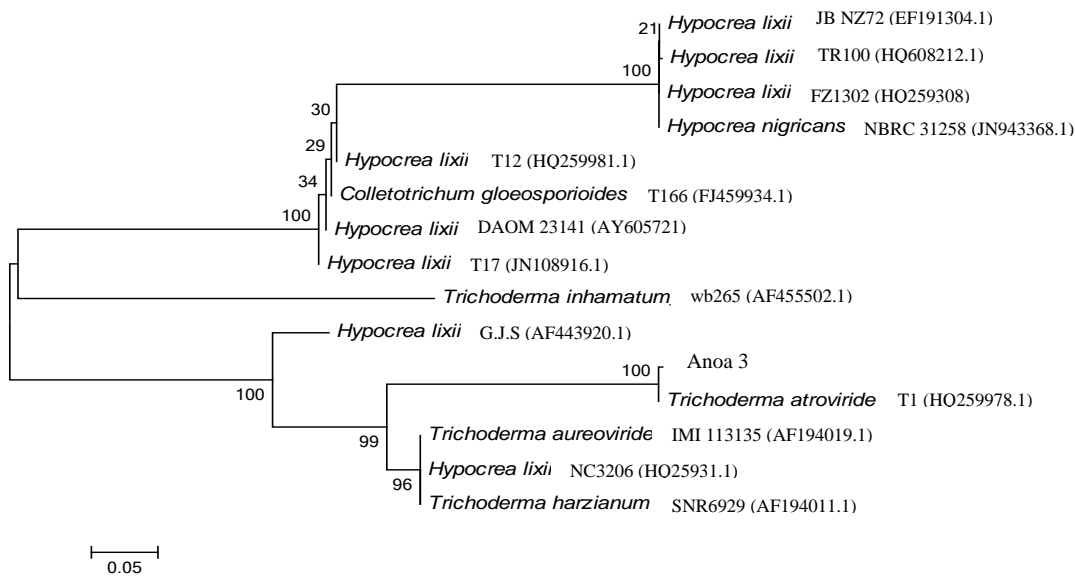 21 Hypocrea lixii JB NZ72 (EF191304.1)
Hypocrea lixii TR100 (HQ608212.1)
100
Hypocrea lixii FZ1302 (HQ259308)
30
Hypocrea nigricans NBRC 31258 (JN943368.1)
29
Hypocrea lixii T12 (HQ259981.1)
34
Colletotrichum gloeosporioides T166 (FJ459934.1)
100
Hypocrea lixii DAOM 23141 (AY605721)
Hypocrea lixii T17 (JN108916.1)
Trichoderma inhamatum wb265 (AF455502.1)
Hypocrea lixii G.J.S (AF443920.1)
100 Anoa 3
100
Trichoderma atroviride T1 (HQ259978.1)
99
Trichoderma aureoviride IMI 113135 (AF194019.1)
Hypocrea lixii NC3206 (HQ25931.1)
96
Trichoderma harzianum SNR6929 (AF194011.1)
0.05